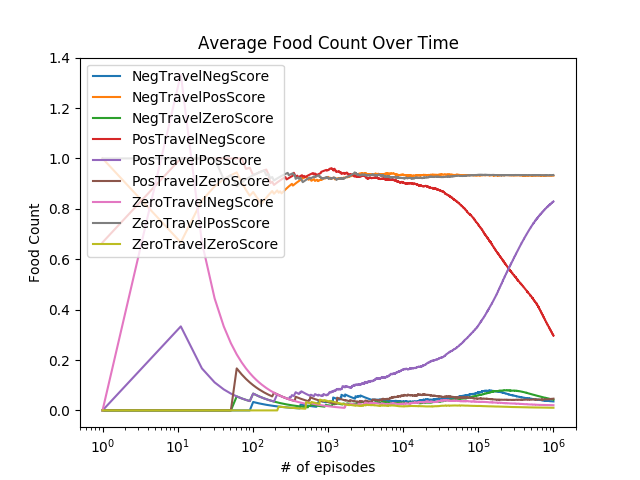 Average Food Count Over Time
Food Count
1.4
1.2
1.0
0.8
0.6
0.4
0.2
0.0
NegTravelNegScore
NegTravelPosScore
NegTravelZeroScore
PosTravelNegScore
PosTravelPosScore
PosTravelZeroScore
ZeroTravelNegScore
ZeroTravelPosScore
ZeroTravelZeroScore
10⁰ 10¹ 10² 10³ 10⁴ 10⁵ 10⁶
# of episodes